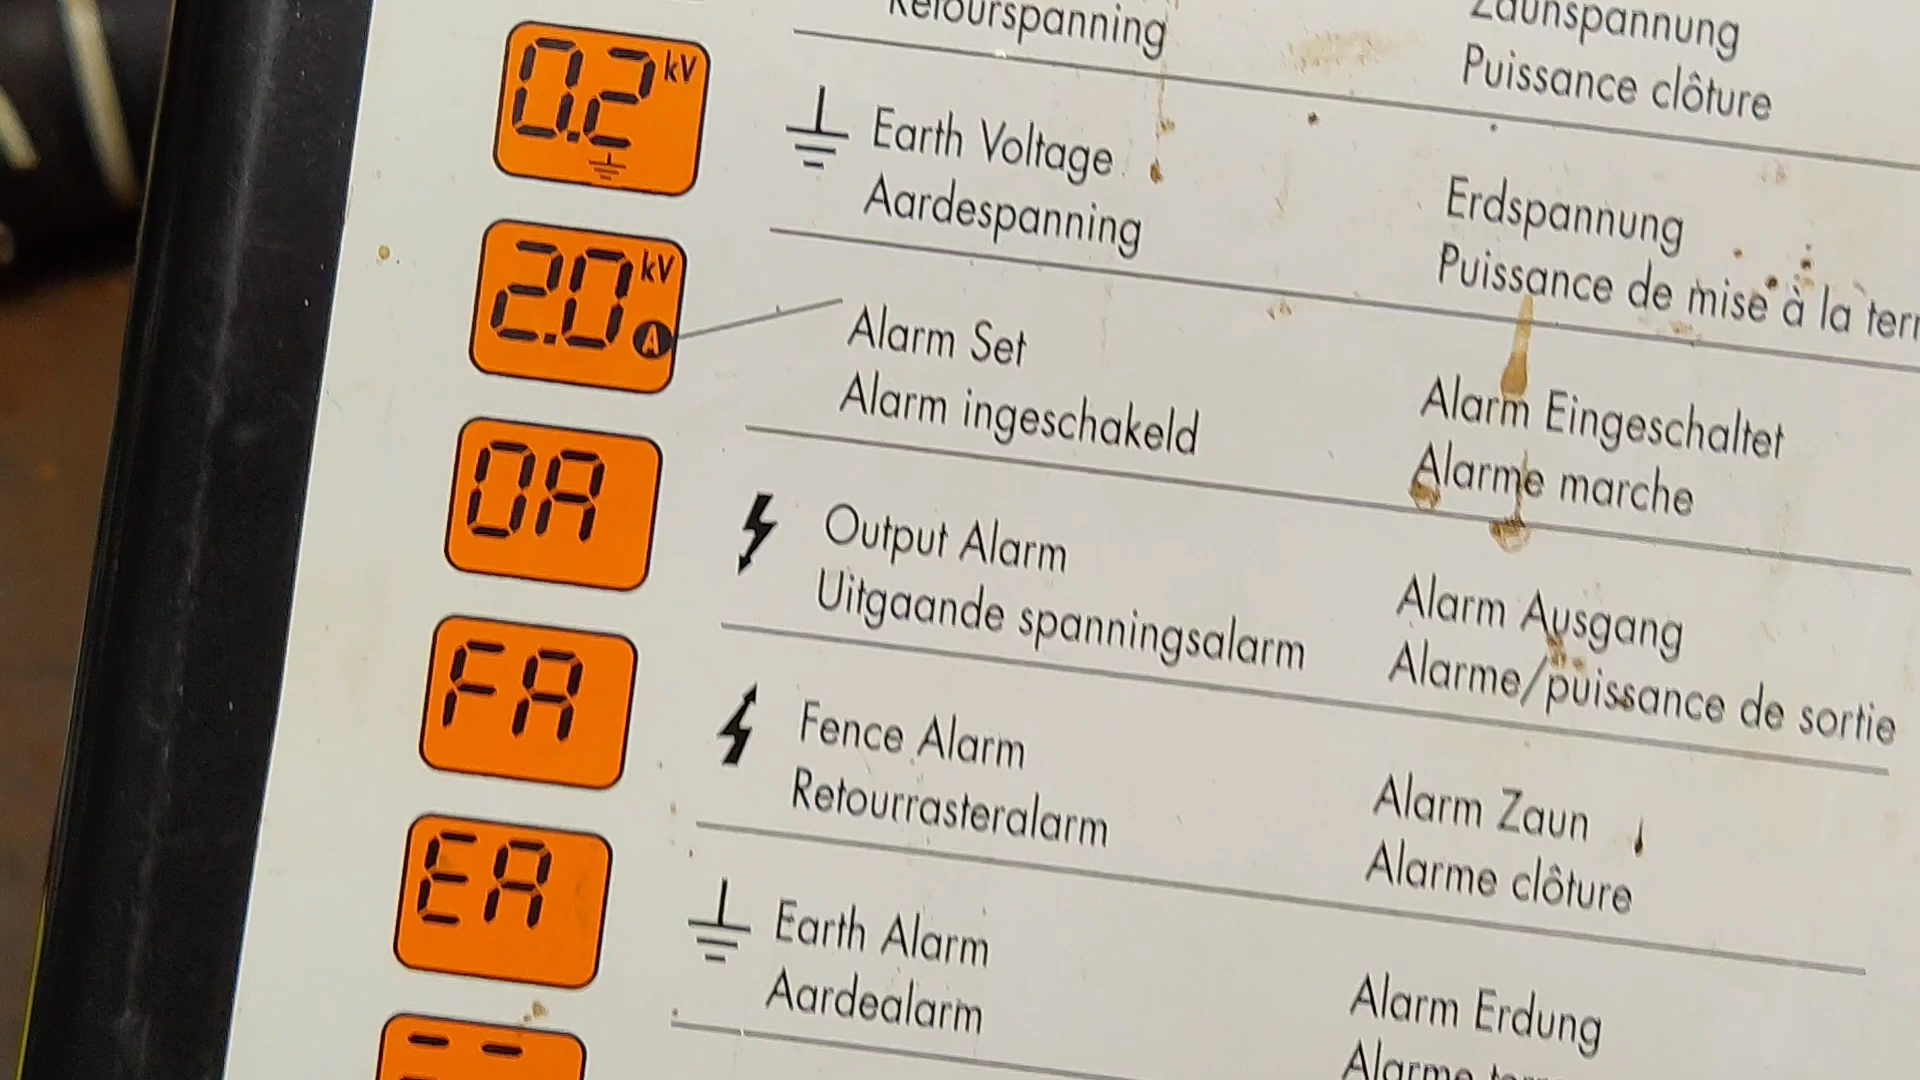 Retourspanning
Zaunspannung
Puissance clôture
0.2 kV
Earth Voltage
Aardespanning
Erdspannung
Puissance de mise à la
2.0 kV A
Alarm Set
Alarm ingeschakeld
Alarm Eingeschaltet
Alarme marche
OA
Output Alarm
Uitgaande spanningsalarm
Alarm Ausgang
Alarme/puissance de sortie
FA
Fence Alarm
Retourrasteralarm
Alarm Zaun
Alarme clôture
EA
Earth Alarm
Aardealarm
Alarm Erdung
Alarme